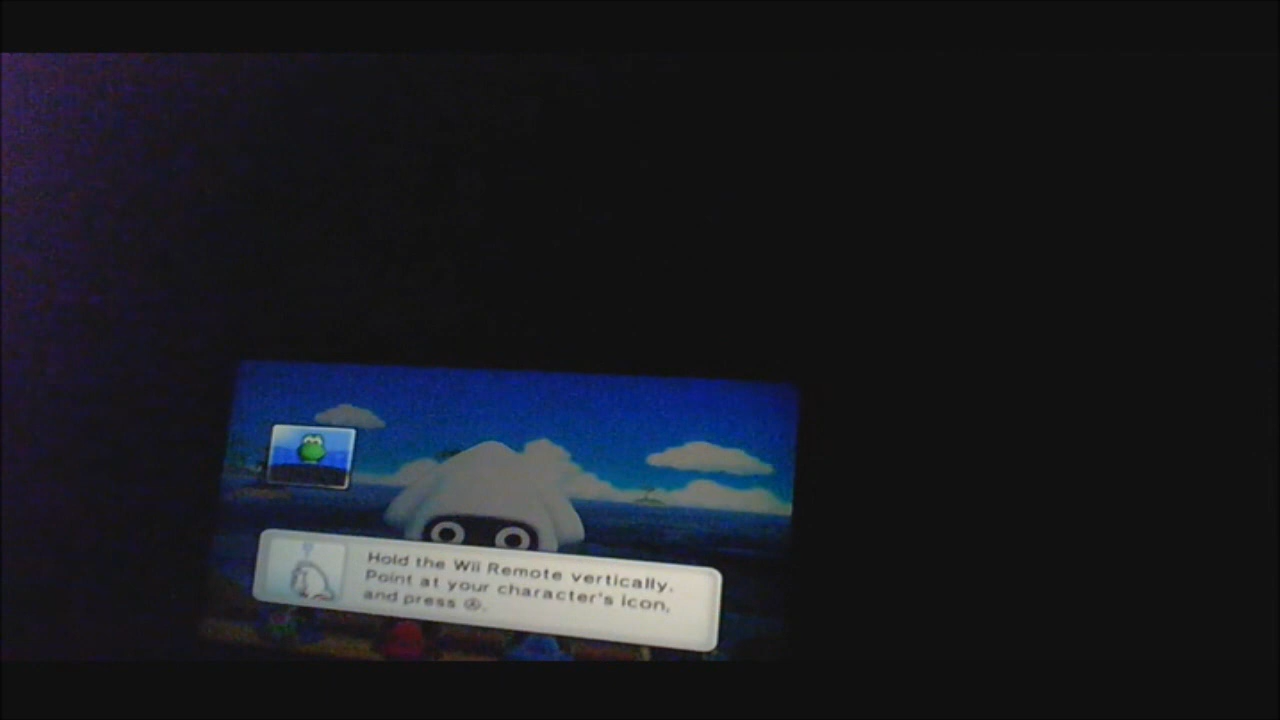 Hold the Wii Remote vertically.
Point at your character's icon,
and press Ⓐ.